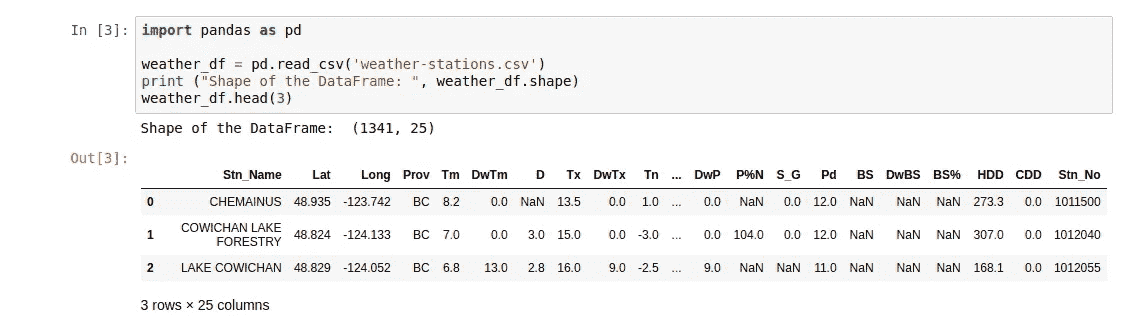 In [3]: import pandas as pd
weather_df = pd.read_csv('weather-stations.csv')
print ("Shape of the DataFrame: ", weather_df.shape)
weather_df.head(3)
Shape of the DataFrame:  (1341, 25)
Out[3]:
Stn_Name Lat Long Prov Tm DwTm D Tx DwTx Tn ... DwP P%N S_G Pd BS DwBS BS% HDD CDD Stn_No
0 CHEMAINUS 48.935 -123.742 BC 8.2 0.0 NaN 13.5 0.0 1.0 ... 0.0 NaN 0.0 12.0 NaN NaN NaN 273.3 0.0 1011500
1 COWICHAN LAKE FORESTRY 48.824 -124.133 BC 7.0 0.0 3.0 15.0 0.0 -3.0 ... 0.0 104.0 0.0 12.0 NaN NaN NaN 307.0 0.0 1012040
2 LAKE COWICHAN 48.829 -124.052 BC 6.8 13.0 2.8 16.0 9.0 -2.5 ... 9.0 NaN NaN 11.0 NaN NaN NaN 168.1 0.0 1012055
3 rows × 25 columns